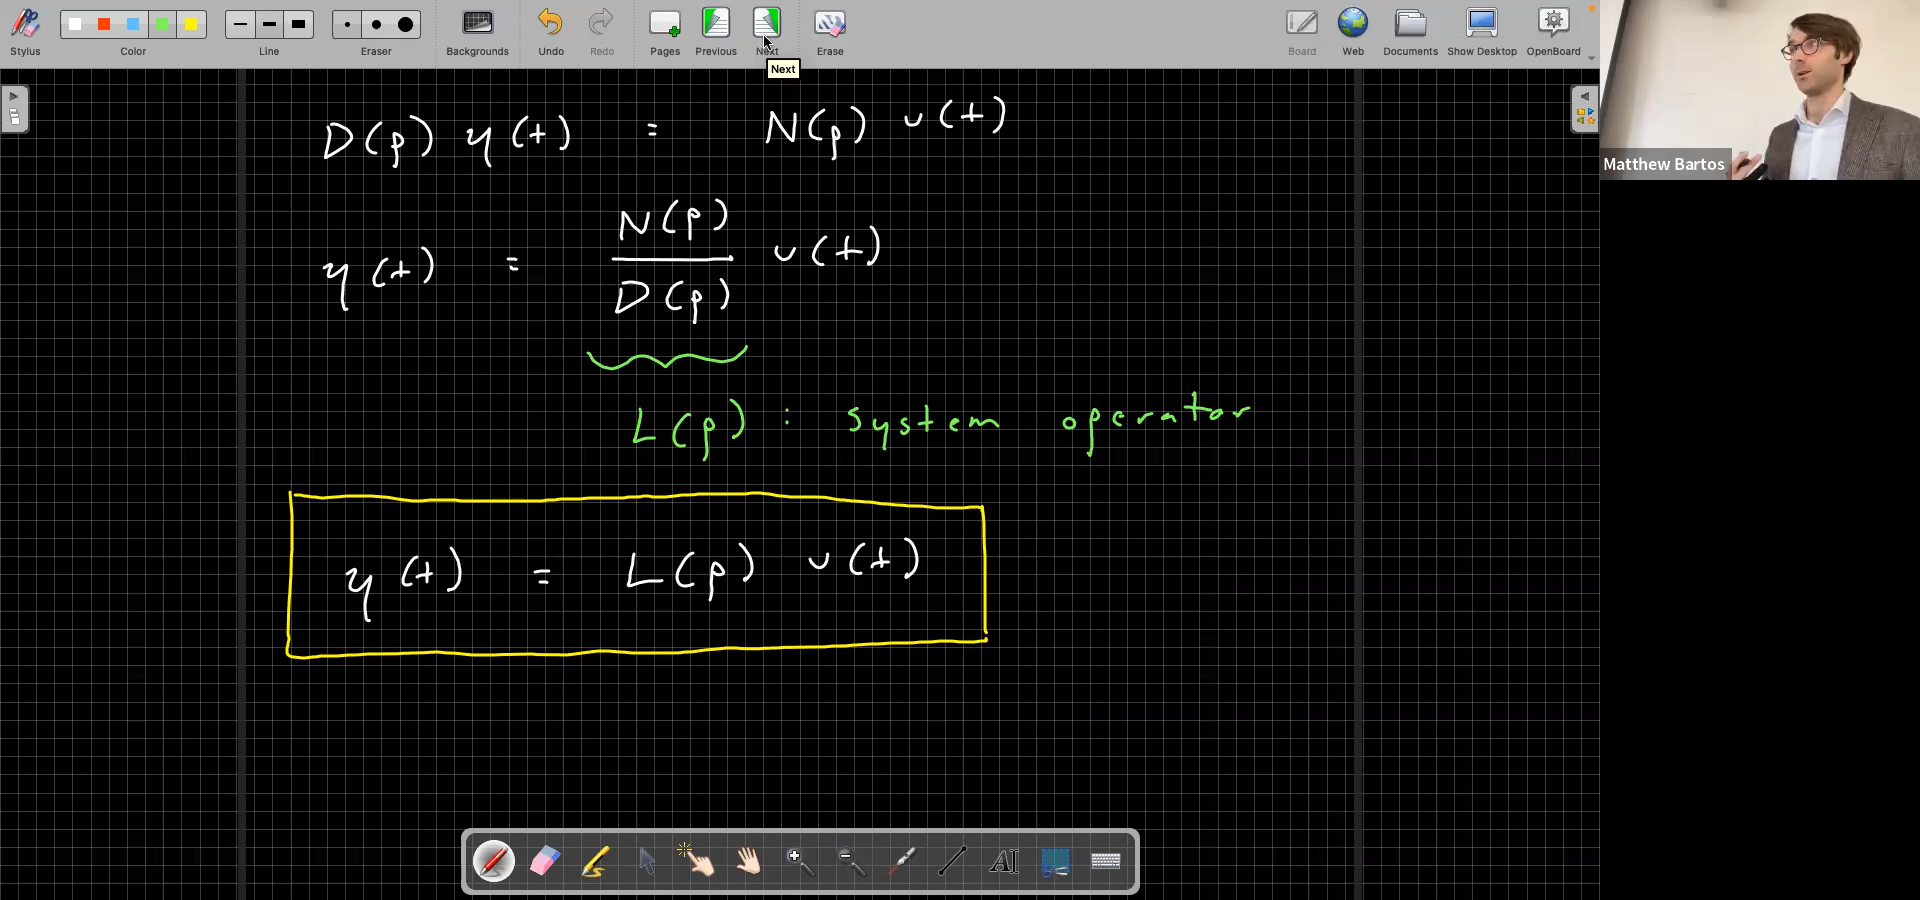 Stylus Color Line Eraser Backgrounds Undo Redo Pages Previous Next Erase Board Web Documents Show Desktop OpenBoard
Next
Matthew Bartos
D(p) y(t) = N(p) u(t)
y(t) = N(p) / D(p) u(t)
L(p) : system operator
y(t) = L(p) u(t)
AI